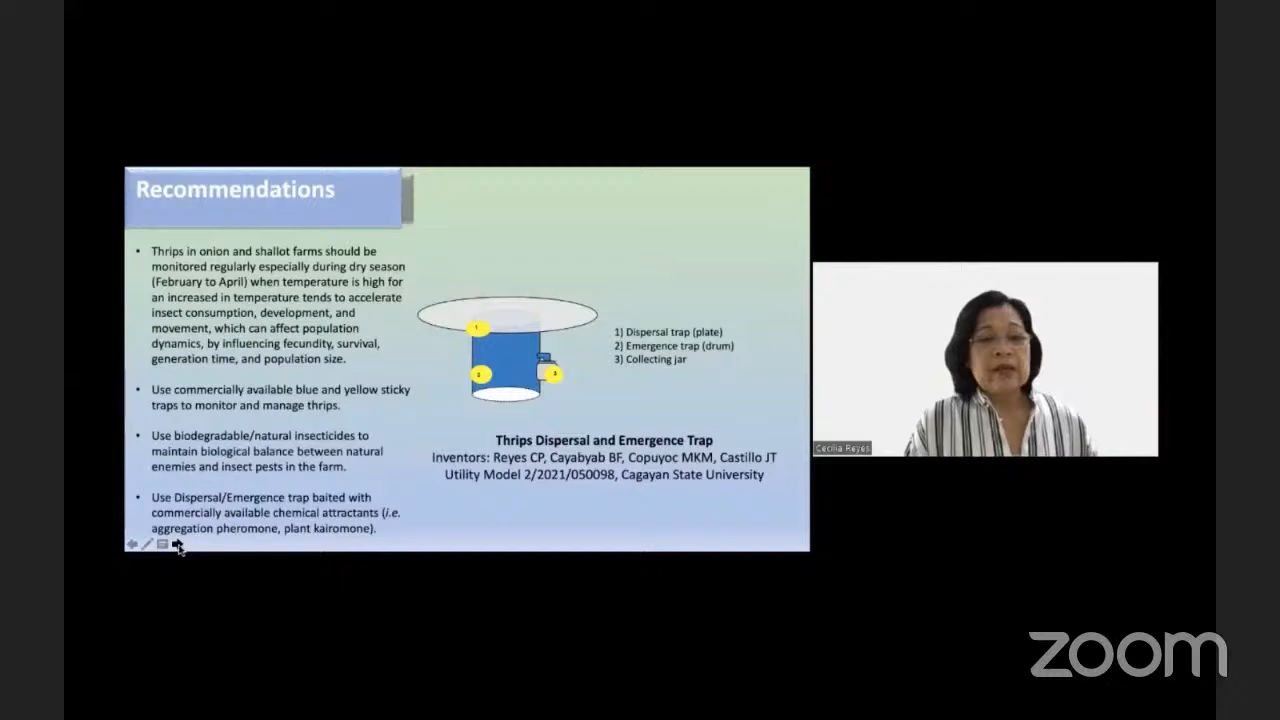 Recommendations
• Thrips in onion and shallot farms should be
monitored regularly especially during dry season
(February to April) when temperature is high for
an increased in temperature tends to accelerate
insect consumption, development, and
movement, which can affect population
dynamics, by influencing fecundity, survival,
generation time, and population size.
• Use commercially available blue and yellow sticky
traps to monitor and manage thrips.
• Use biodegradable/natural insecticides to
maintain biological balance between natural
enemies and insect pests in the farm.
• Use Dispersal/Emergence trap baited with
commercially available chemical attractants (i.e.
aggregation pheromone, plant kairomone).
1
2
3
1) Dispersal trap (plate)
2) Emergence trap (drum)
3) Collecting jar
Thrips Dispersal and Emergence Trap
Inventors: Reyes CP, Cayabyab BF, Copuyoc MKM, Castillo JT
Utility Model 2/2021/050098, Cagayan State University
Cecilia Reyes
zoom